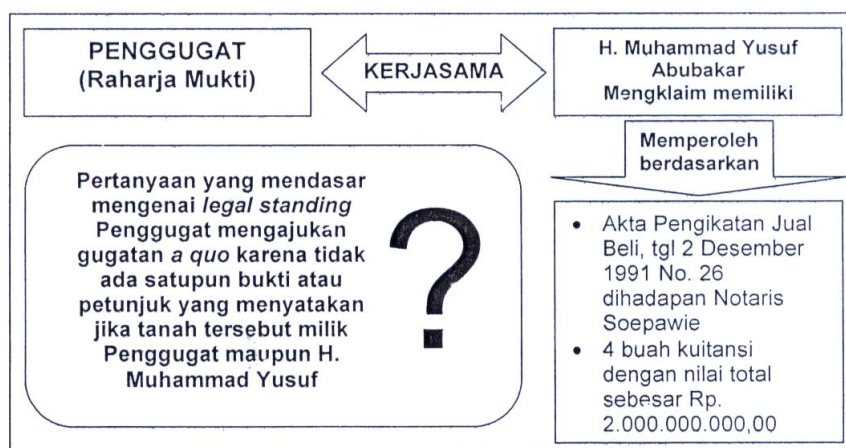 PENGGUGAT
(Raharja Mukti)
KERJASAMA
H. Muhammad Yusuf
Abubakar
Mengklaim memiliki
Memperoleh
berdasarkan
Pertanyaan yang mendasar
mengenai legal standing
Penggugat mengajukan
gugatan a quo karena tidak
ada satupun bukti atau
petunjuk yang menyatakan
jika tanah tersebut milik
Penggugat maupun H.
Muhammad Yusuf
?
• Akta Pengikatan Jual
Beli, tgl 2 Desember
1991 No. 26
dihadapan Notaris
Soepawie
• 4 buah kuitansi
dengan nilai total
sebesar Rp.
2.000.000.000,00